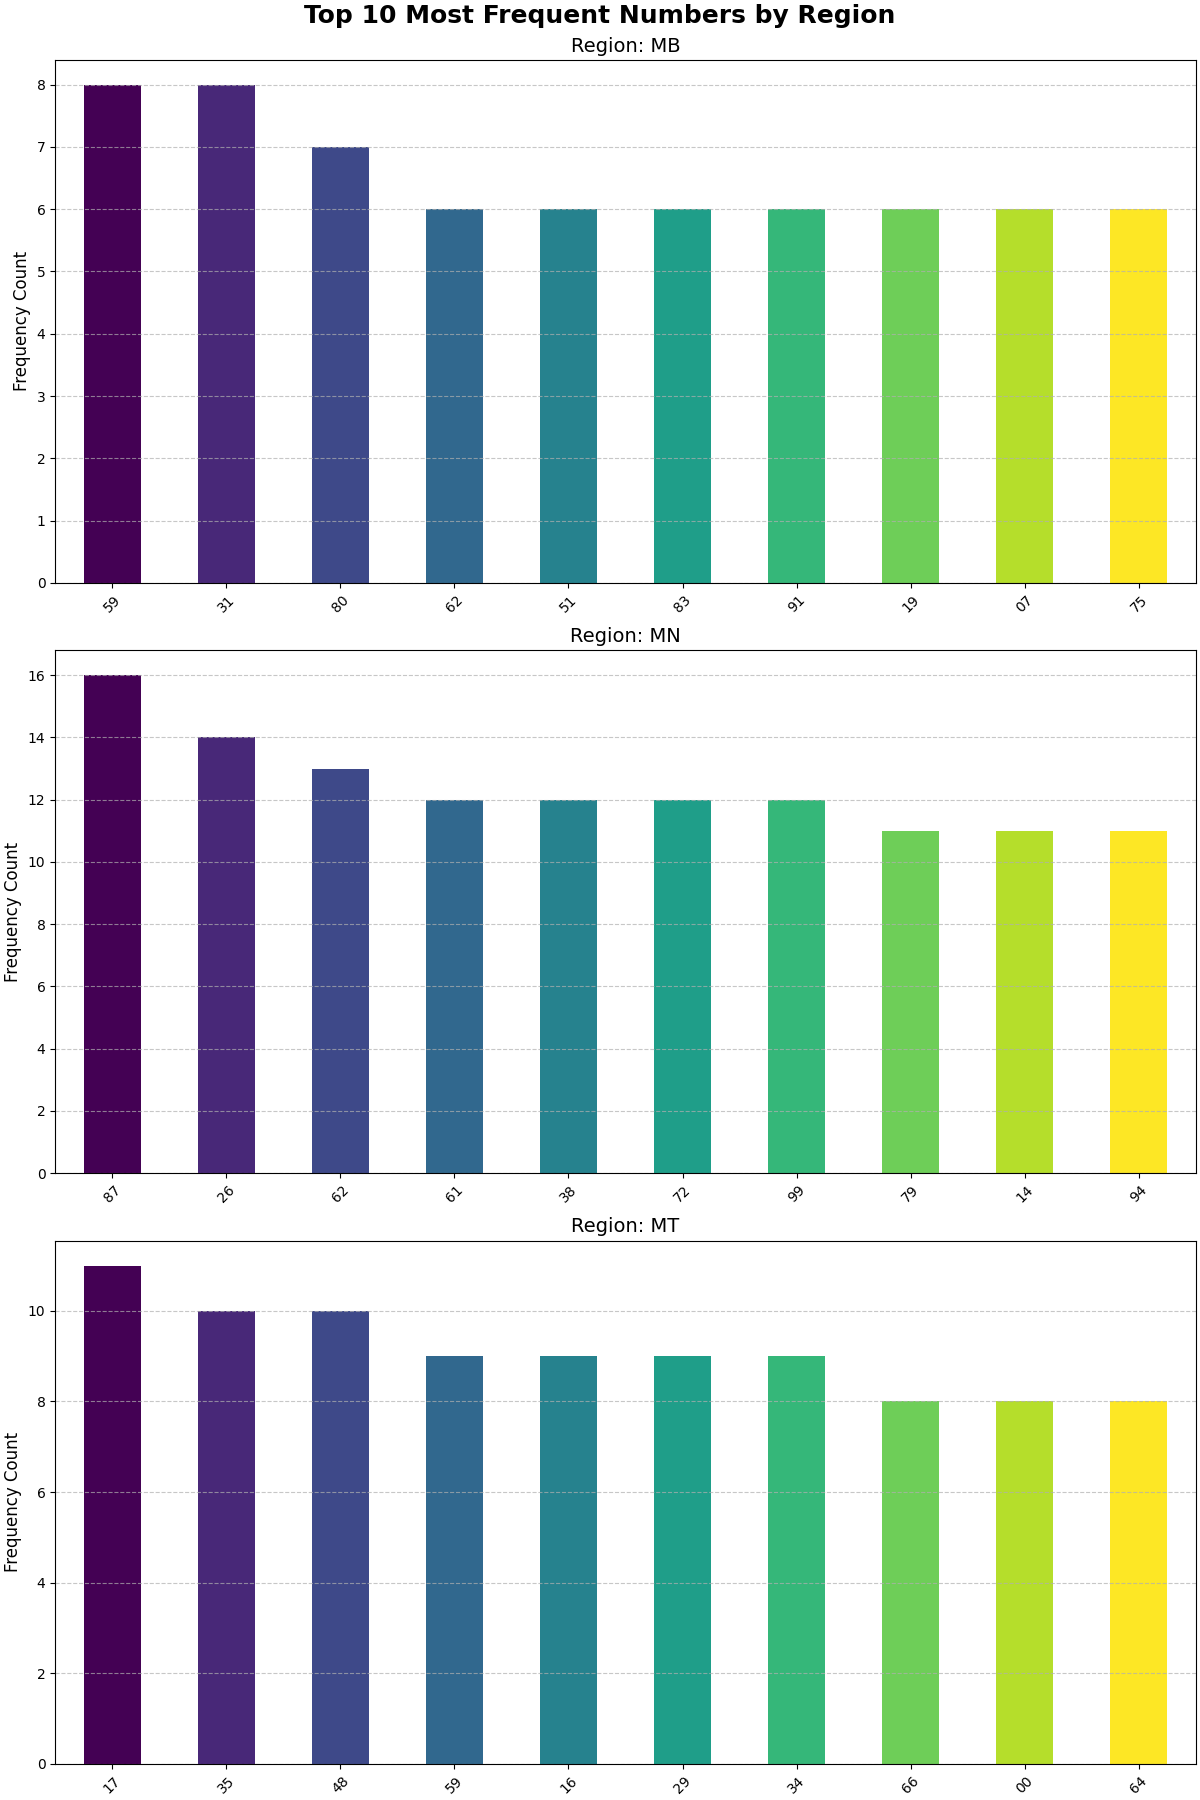 Top 10 Most Frequent Numbers by Region
Region: MB
Frequency Count
8
7
6
5
4
3
2
1
0
59 31 80 62 51 83 91 19 07 75
Region: MN
Frequency Count
16
14
12
10
8
6
4
2
0
87 26 62 61 38 72 99 79 14 94
Region: MT
Frequency Count
10
8
6
4
2
0
17 35 48 59 16 29 34 66 00 64